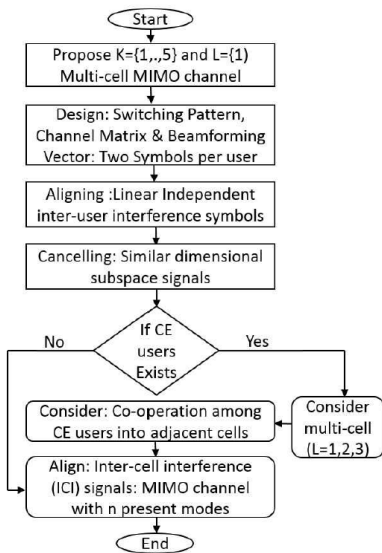 Start
Propose K={1,.,5} and L={1)
Multi-cell MIMO channel
Design: Switching Pattern,
Channel Matrix & Beamforming
Vector: Two Symbols per user
Aligning :Linear Independent
inter-user interference symbols
Cancelling: Similar dimensional
subspace signals
If CE
users
Exists
No
Yes
Consider
multi-cell
(L=1,2,3)
Consider: Co-operation among
CE users into adjacent cells
Align: Inter-cell interference
(ICI) signals: MIMO channel
with n present modes
End